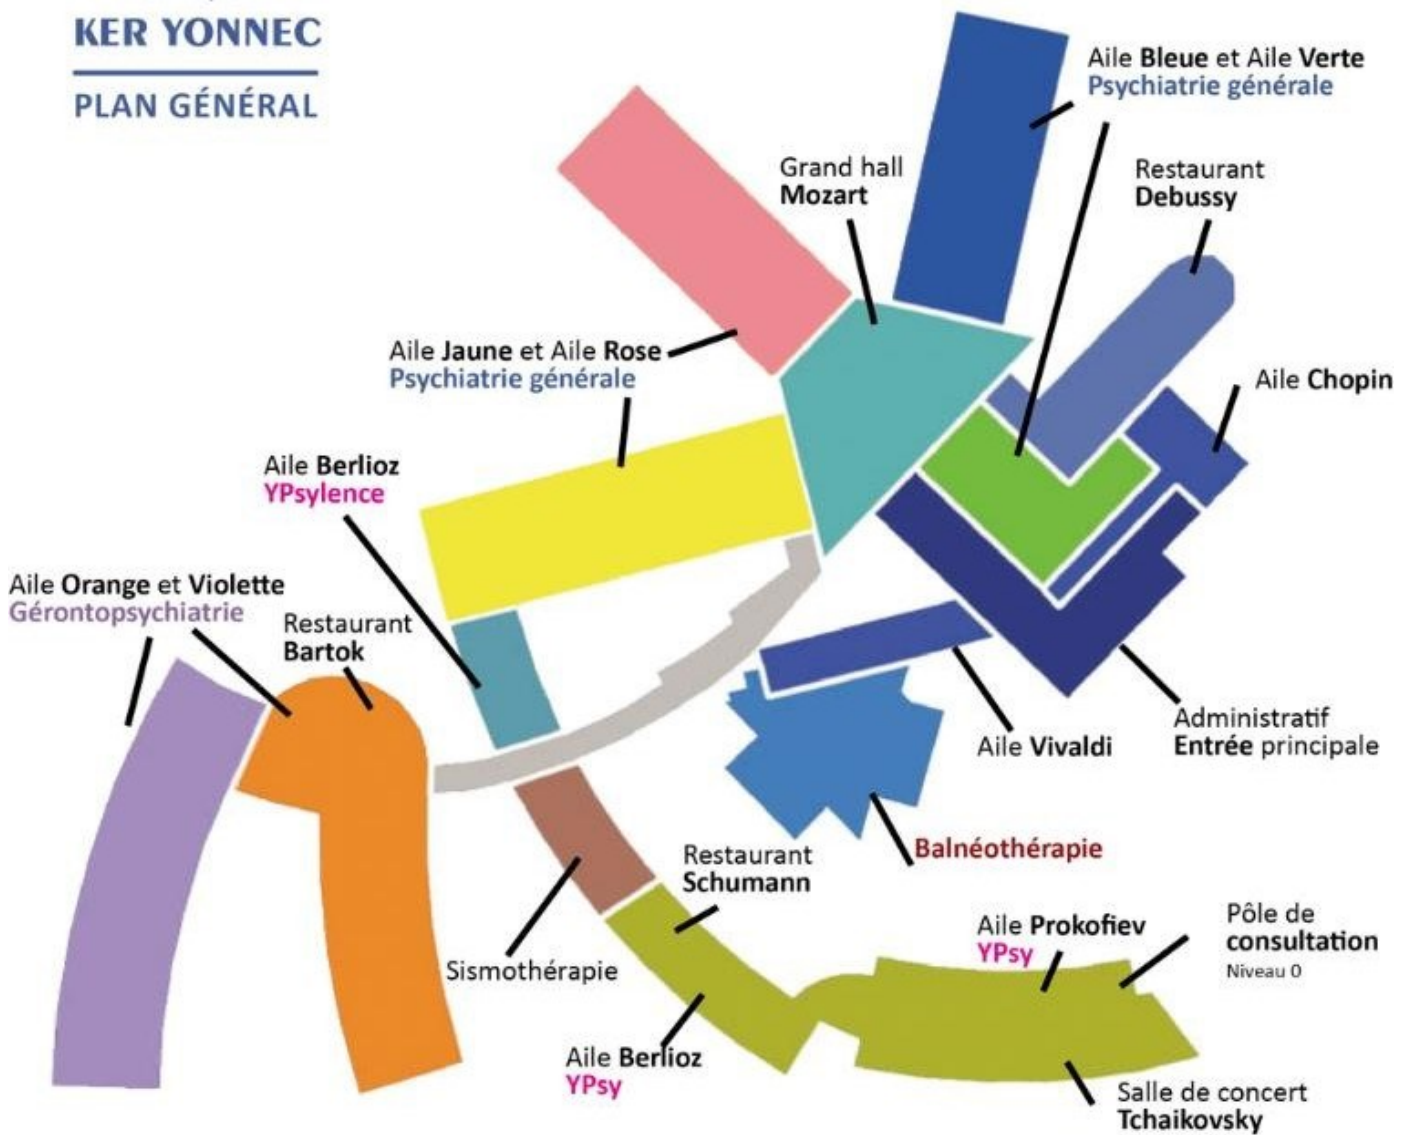 KER YONNEC
PLAN GÉNÉRAL
Aile Bleue et Aile Verte
Psychiatrie générale
Grand hall
Mozart
Restaurant
Debussy
Aile Jaune et Aile Rose
Psychiatrie générale
Aile Chopin
Aile Berlioz
YPsylence
Aile Orange et Violette
Gérontopsychiatrie
Restaurant
Bartok
Administratif
Entrée principale
Aile Vivaldi
Balnéothérapie
Restaurant
Schumann
Aile Prokofiev
YPsy
Pôle de
consultation
Niveau 0
Sismothérapie
Aile Berlioz
YPsy
Salle de concert
Tchaikovsky